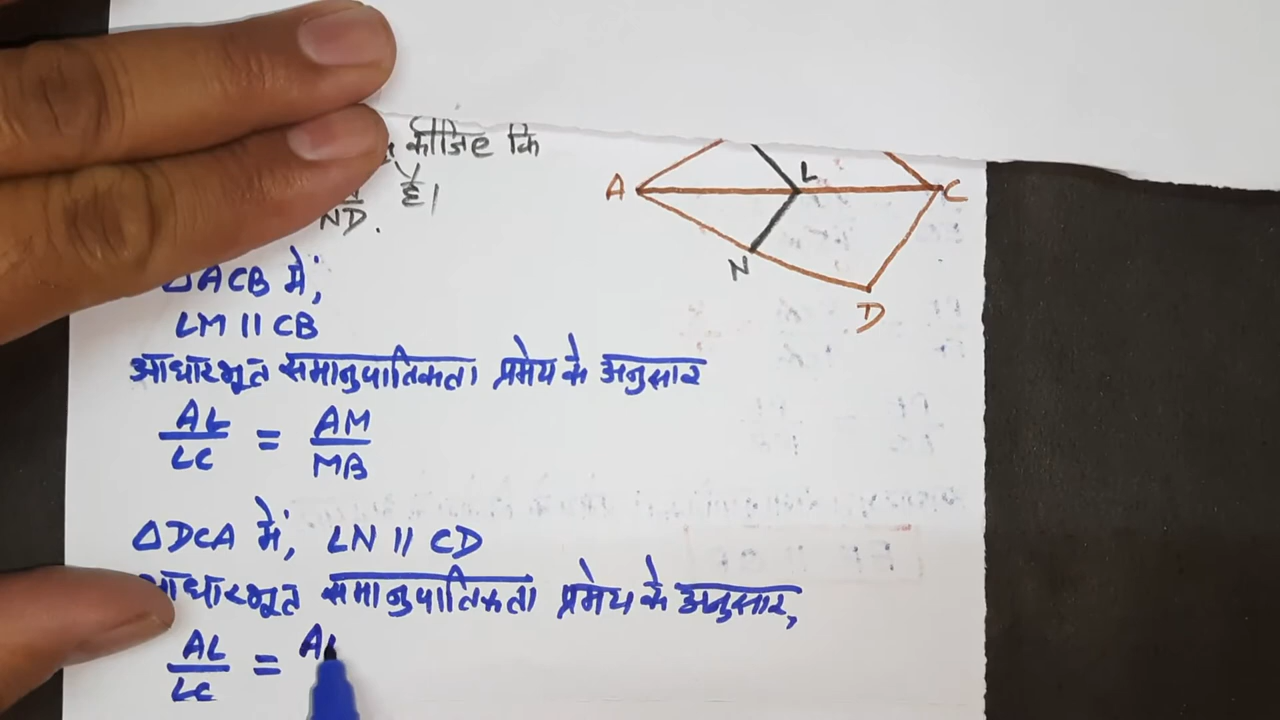 कीजिए कि
ND. है।
A L C
N
D
ΔACB में;
LM || CB
आधारभूत समानुपातिकता प्रमेय के अनुसार
AL/LC = AM/MB
ΔDCA में, LN || CD
आधारभूत समानुपातिकता प्रमेय के अनुसार,
AL/LC = A